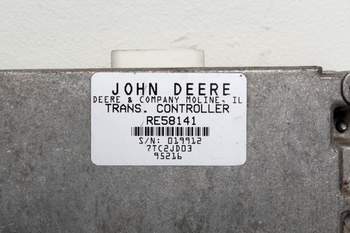 JOHN DEERE
DEERE & COMPANY MOLINE, IL
TRANS. CONTROLLER
RE58141
S/N: 019912
7TC2JD03
95216